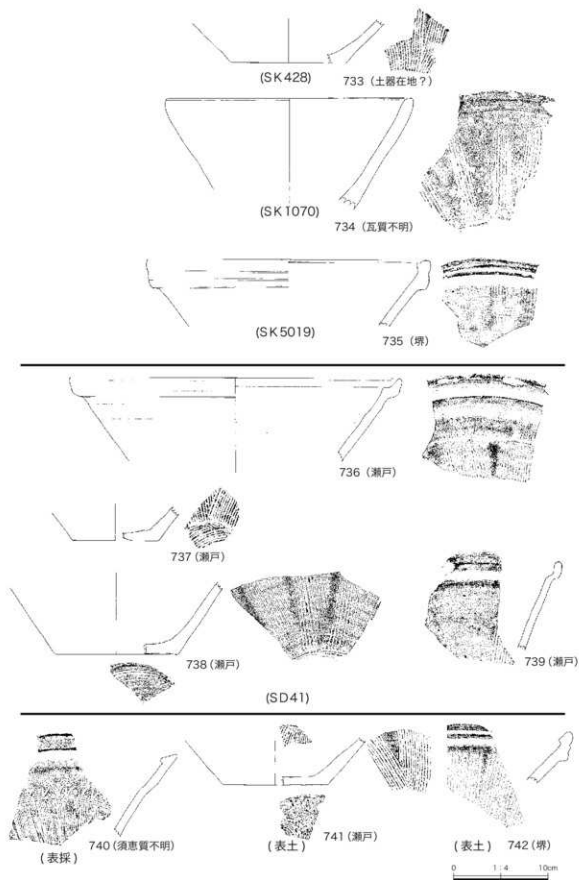 (SK428)
733 (土器在地？)
(SK1070)
734 (瓦質不明)
(SK5019)
735 (堺)
736 (瀬戸)
737 (瀬戸)
738 (瀬戸)
739 (瀬戸)
(SD41)
740 (須恵質不明)
(表採)
741 (瀬戸)
(表土)
742 (堺)
(表土)
0 1:4 10cm